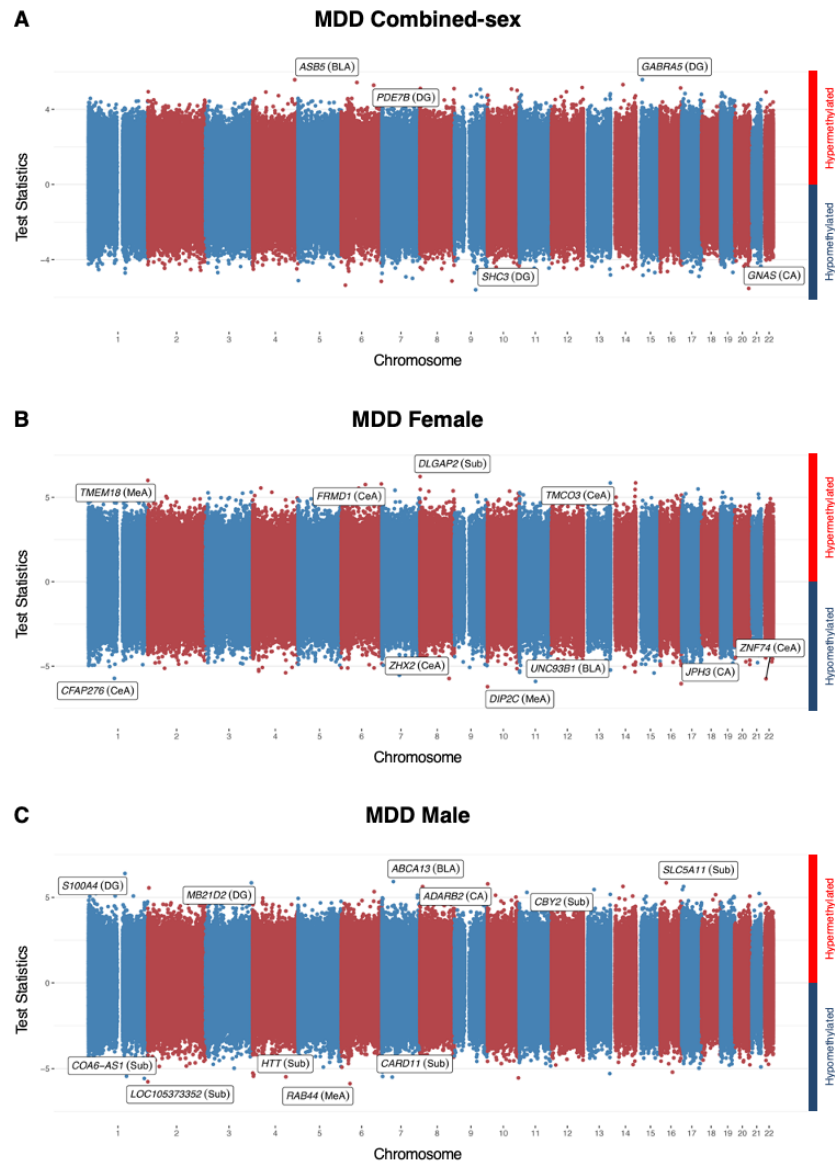 A
MDD Combined-sex
ASB5 (BLA)
GABRA5 (DG)
PDE7B (DG)
4
0
-4
Test Statistics
Hypermethylated
Hypomethylated
SHC3 (DG)
GNAS (CA)
1 2 3 4 5 6 7 8 9 10 11 12 13 14 15 16 17 18 19 20 21 22
Chromosome
B
MDD Female
DLGAP2 (Sub)
TMEM18 (MeA)
FRMD1 (CeA)
TMCO3 (CeA)
5
0
-5
Test Statistics
Hypermethylated
Hypomethylated
ZNF74 (CeA)
ZHX2 (CeA)
UNC93B1 (BLA)
JPH3 (CA)
CFAP276 (CeA)
DIP2C (MeA)
1 2 3 4 5 6 7 8 9 10 11 12 13 14 15 16 17 18 19 20 21 22
Chromosome
C
MDD Male
ABCA13 (BLA)
SLC5A11 (Sub)
S100A4 (DG)
MB21D2 (DG)
ADARB2 (CA)
CBY2 (Sub)
5
0
-5
Test Statistics
Hypermethylated
Hypomethylated
COA6-AS1 (Sub)
HTT (Sub)
CARD11 (Sub)
LOC105373352 (Sub)
RAB44 (MeA)
1 2 3 4 5 6 7 8 9 10 11 12 13 14 15 16 17 18 19 20 21 22
Chromosome